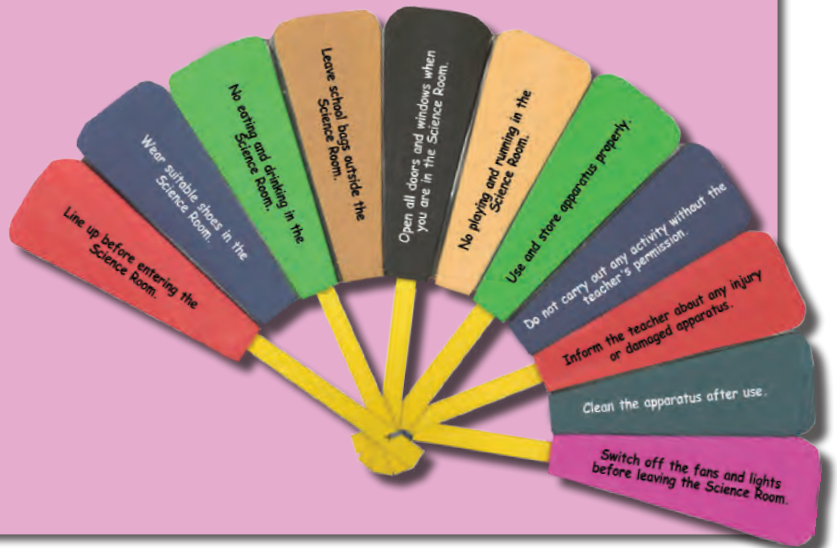 Line up before entering the
Science Room.
Wear suitable shoes in the
Science Room.
No eating and drinking in the
Science Room.
Leave school bags outside the
Science Room.
Open all doors and windows when
you are in the Science Room.
No playing and running in the
Science Room.
Use and store apparatus properly.
Do not carry out any activity without the
teacher's permission.
Inform the teacher about any injury
or damaged apparatus.
Clean the apparatus after use.
Switch off the fans and lights
before leaving the Science Room.